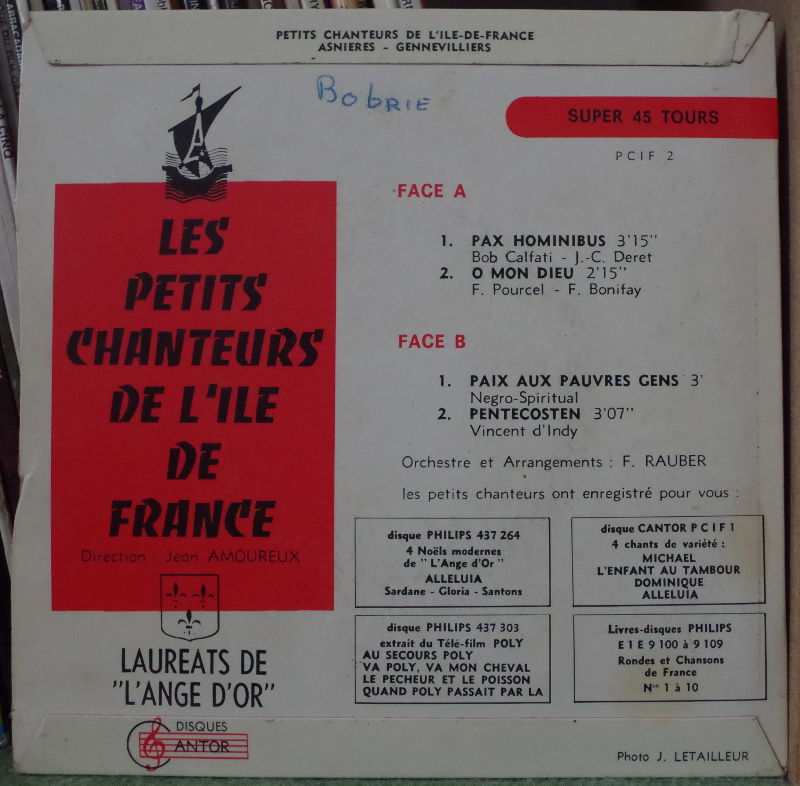 PETITS CHANTEURS DE L'ILE-DE-FRANCE
ASNIERES - GENNEVILLIERS
BobRIE
SUPER 45 TOURS
PCIF 2
LES
PETITS
CHANTEURS
DE L'ILE
DE
FRANCE
Direction : Jean AMOUREUX
LAUREATS DE
"L'ANGE D'OR"
FACE A
1. PAX HOMINIBUS 3'15"
Bob Calfati - J.-C. Deret
2. O MON DIEU 2'15"
F. Pourcel - F. Bonifay
FACE B
1. PAIX AUX PAUVRES GENS 3'
Negro-Spiritual
2. PENTECOSTEN 3'07"
Vincent d'Indy
Orchestre et Arrangements : F. RAUBER
les petits chanteurs ont enregistré pour vous :
disque PHILIPS 437 264
4 Noëls modernes
de "L'Ange d'Or"
ALLELUIA
Sardane - Gloria - Santons
disque CANTOR P C I F 1
4 chants de variété :
MICHAEL
L'ENFANT AU TAMBOUR
DOMINIQUE
ALLELUIA
disque PHILIPS 437 303
extrait du Télé-film POLY
AU SECOURS POLY
VA POLY, VA MON CHEVAL
LE PECHEUR ET LE POISSON
QUAND POLY PASSAIT PAR LA
Livres-disques PHILIPS
E 1 E 9 100 à 9 109
Rondes et Chansons
de France
Nos 1 à 10
DISQUES
CANTOR
Photo J. LETAILLEUR